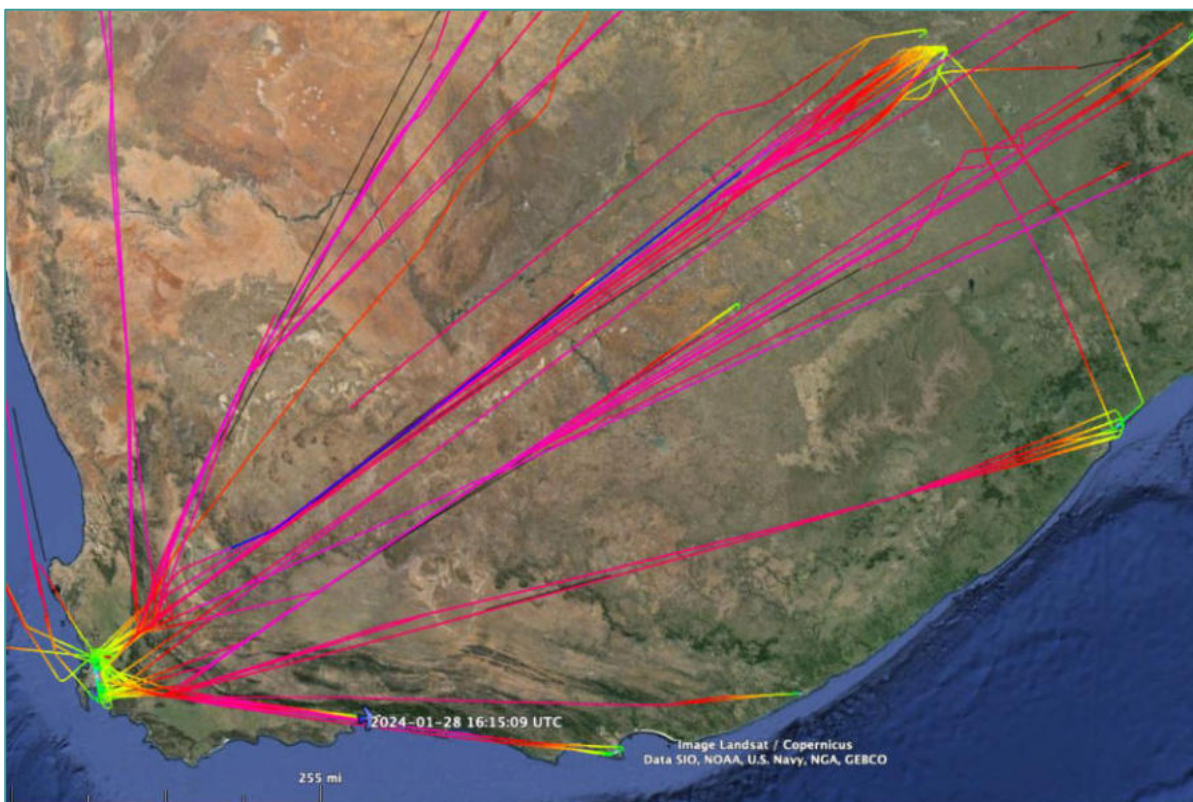 2024-01-28 16:15:09 UTC
Image Landsat / Copernicus
Data SIO, NOAA, U.S. Navy, NGA, GEBCO
255 mi